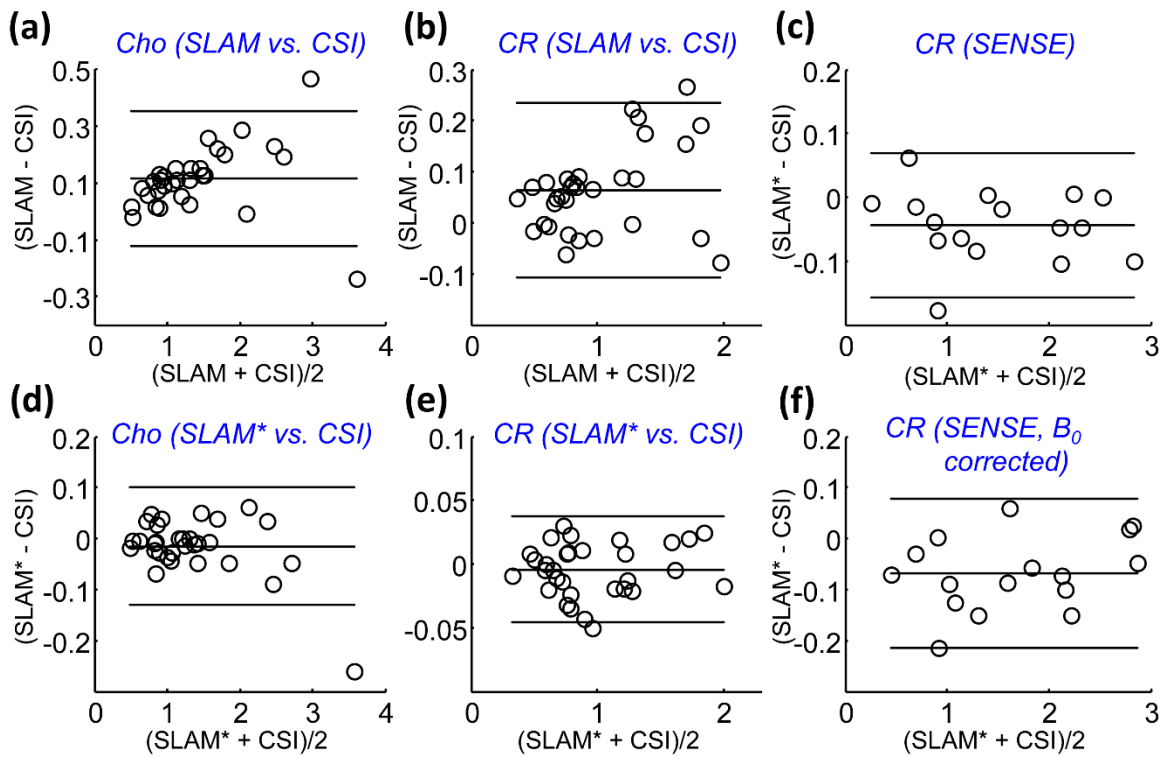 (a)
Cho (SLAM vs. CSI)
(SLAM - CSI)
0.5
0.3
0.1
-0.1
-0.3
0
1
2
3
4
(SLAM + CSI)/2
(b)
CR (SLAM vs. CSI)
(SLAM - CSI)
0.3
0.2
0.1
0
-0.1
0
1
2
(SLAM + CSI)/2
(c)
CR (SENSE)
(SLAM* - CSI)
0.2
0.1
0
-0.1
0
1
2
3
(SLAM* + CSI)/2
(d)
Cho (SLAM* vs. CSI)
(SLAM* - CSI)
0.2
0.1
0
-0.1
-0.2
0
1
2
3
4
(SLAM* + CSI)/2
(e)
CR (SLAM* vs. CSI)
(SLAM* - CSI)
0.1
0.05
0
-0.05
0
1
2
(SLAM* + CSI)/2
(f)
CR (SENSE, B0
corrected)
(SLAM* - CSI)
0.2
0.1
0
-0.1
-0.2
0
1
2
3
(SLAM* + CSI)/2